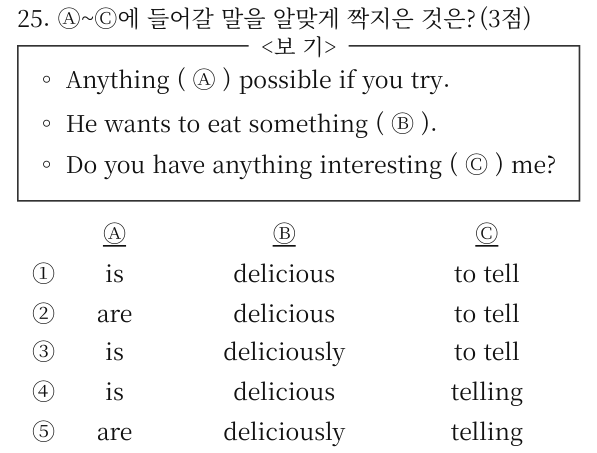 25. Ⓐ~Ⓒ에 들어갈 말을 알맞게 짝지은 것은?(3점)
<보 기>
◦ Anything ( Ⓐ ) possible if you try.
◦ He wants to eat something ( Ⓑ ).
◦ Do you have anything interesting ( Ⓒ ) me?
Ⓐ Ⓑ Ⓒ
① is delicious to tell
② are delicious to tell
③ is deliciously to tell
④ is delicious telling
⑤ are deliciously telling